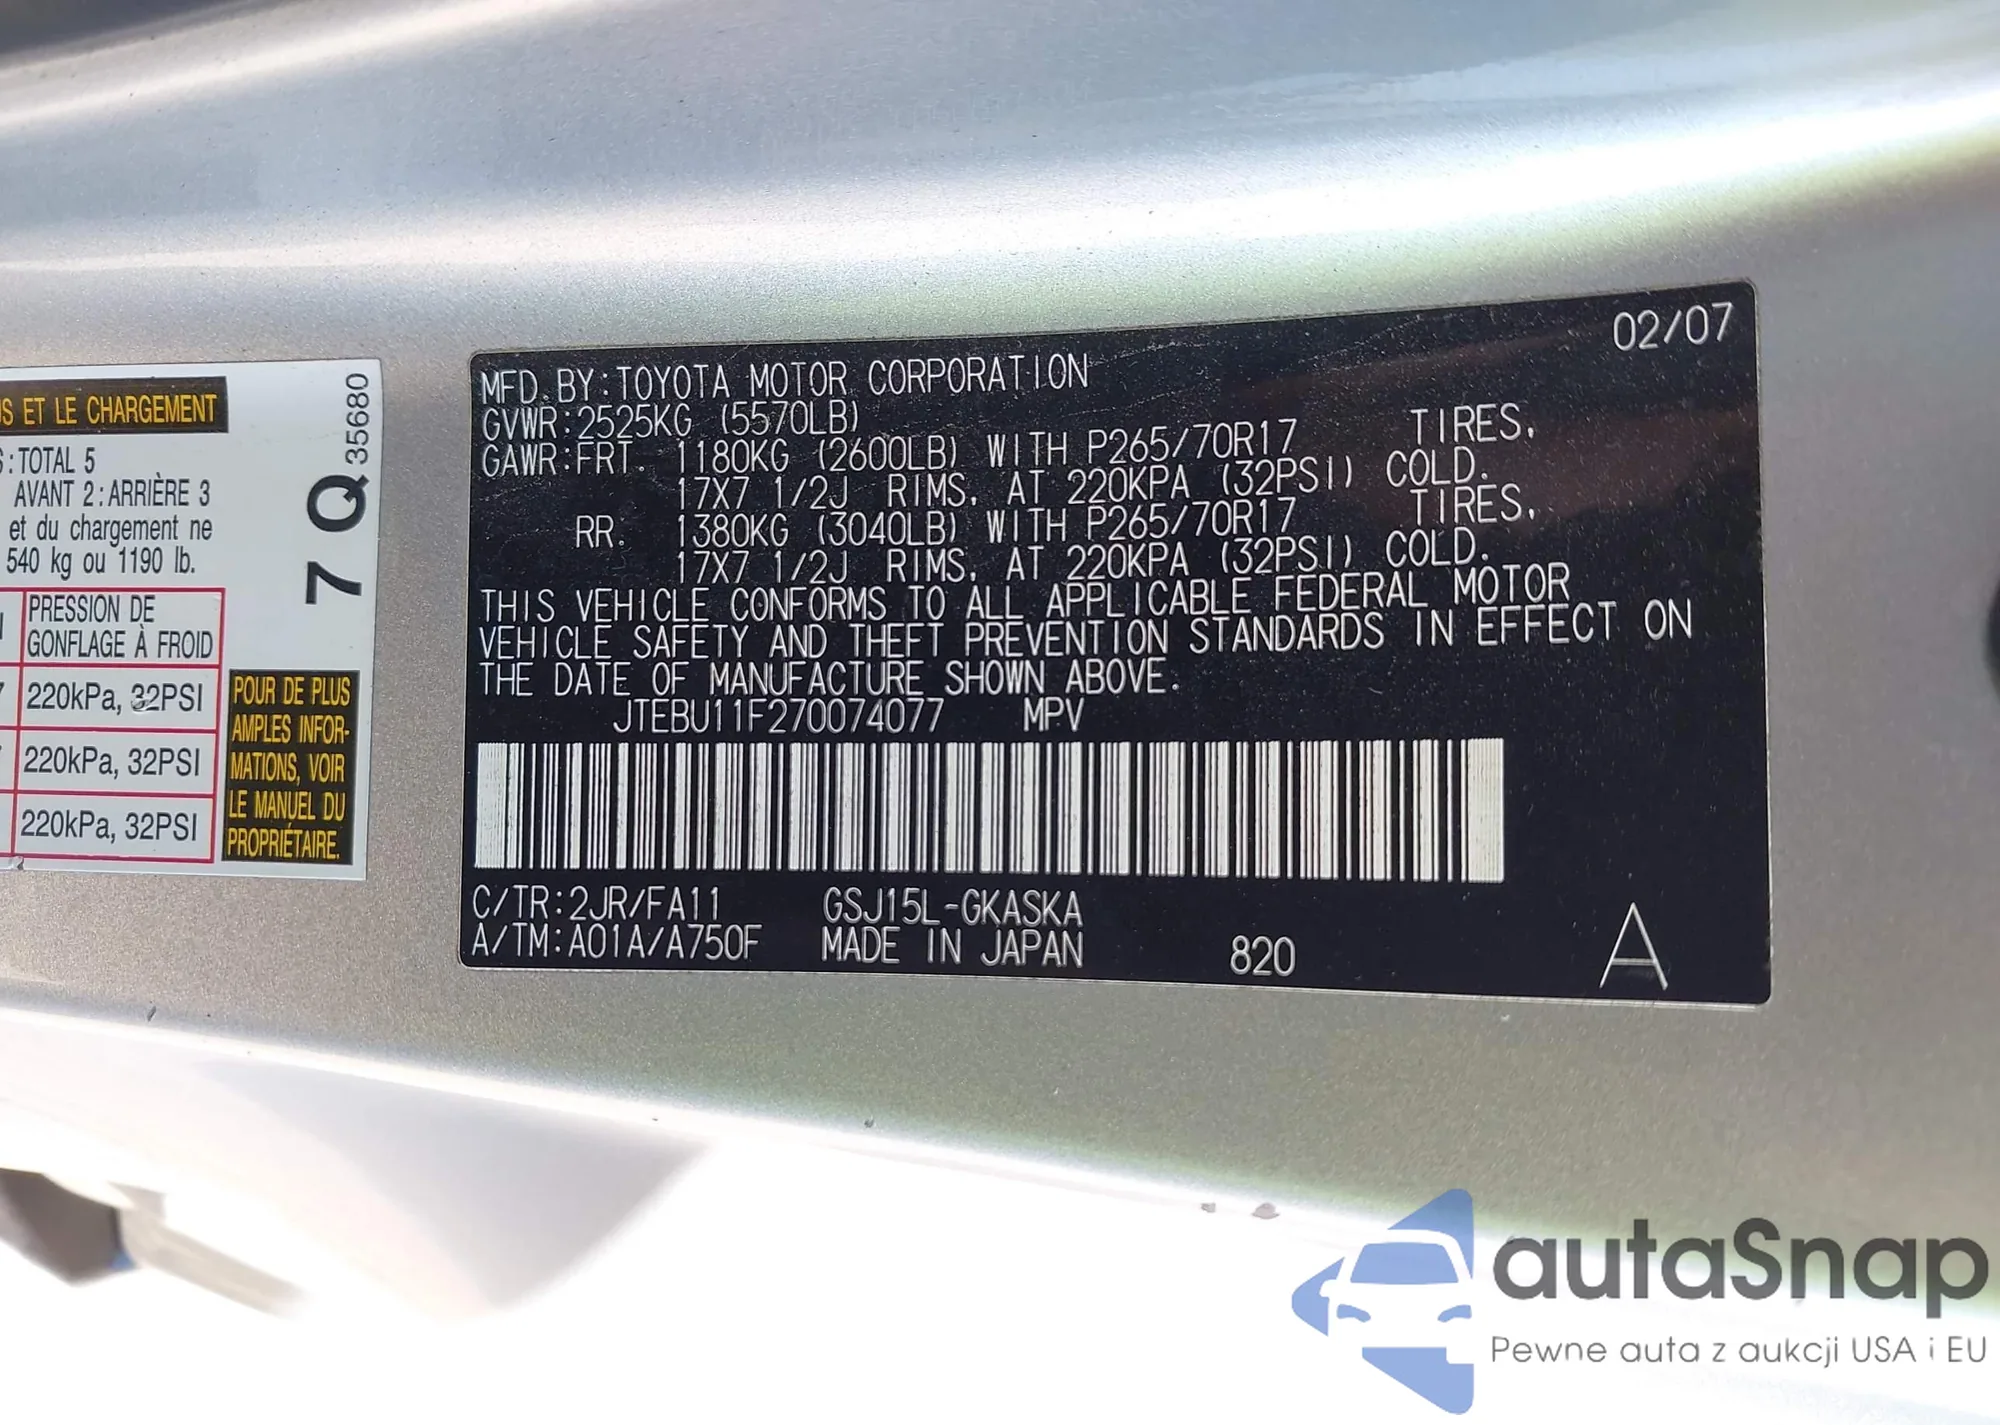 US ET LE CHARGEMENT
:TOTAL 5
AVANT 2:ARRIÈRE 3
et du chargement ne
540 kg ou 1190 lb.
PRESSION DE
GONFLAGE À FROID
220kPa, 32PSI
220kPa, 32PSI
220kPa, 32PSI
POUR DE PLUS
AMPLES INFOR-
MATIONS, VOIR
LE MANUEL DU
PROPRIÉTAIRE.
7 Q 35680
02/07
MFD.BY:TOYOTA MOTOR CORPORATION
GVWR:2525KG (5570LB)
GAWR:FRT. 1180KG (2600LB) WITH P265/70R17 TIRES,
17X7 1/2J RIMS, AT 220KPA (32PSI) COLD.
RR. 1380KG (3040LB) WITH P265/70R17 TIRES,
17X7 1/2J RIMS, AT 220KPA (32PSI) COLD.
THIS VEHICLE CONFORMS TO ALL APPLICABLE FEDERAL MOTOR
VEHICLE SAFETY AND THEFT PREVENTION STANDARDS IN EFFECT ON
THE DATE OF MANUFACTURE SHOWN ABOVE.
JTEBU11F270074077 MPV
C/TR:2JR/FA11 GSJ15L-GKASKA
A/TM:A01A/A750F MADE IN JAPAN 820 A
autaSnap
Pewne auta z aukcji USA i EU